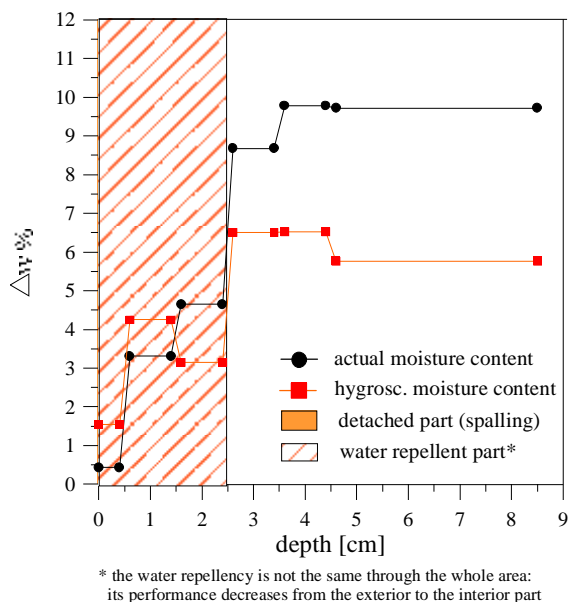 12
11
10
9
8
7
6
5
4
3
2
1
0
△w %
0 1 2 3 4 5 6 7 8 9
depth [cm]
actual moisture content
hygrosc. moisture content
detached part (spalling)
water repellent part*
* the water repellency is not the same through the whole area:
its performance decreases from the exterior to the interior part